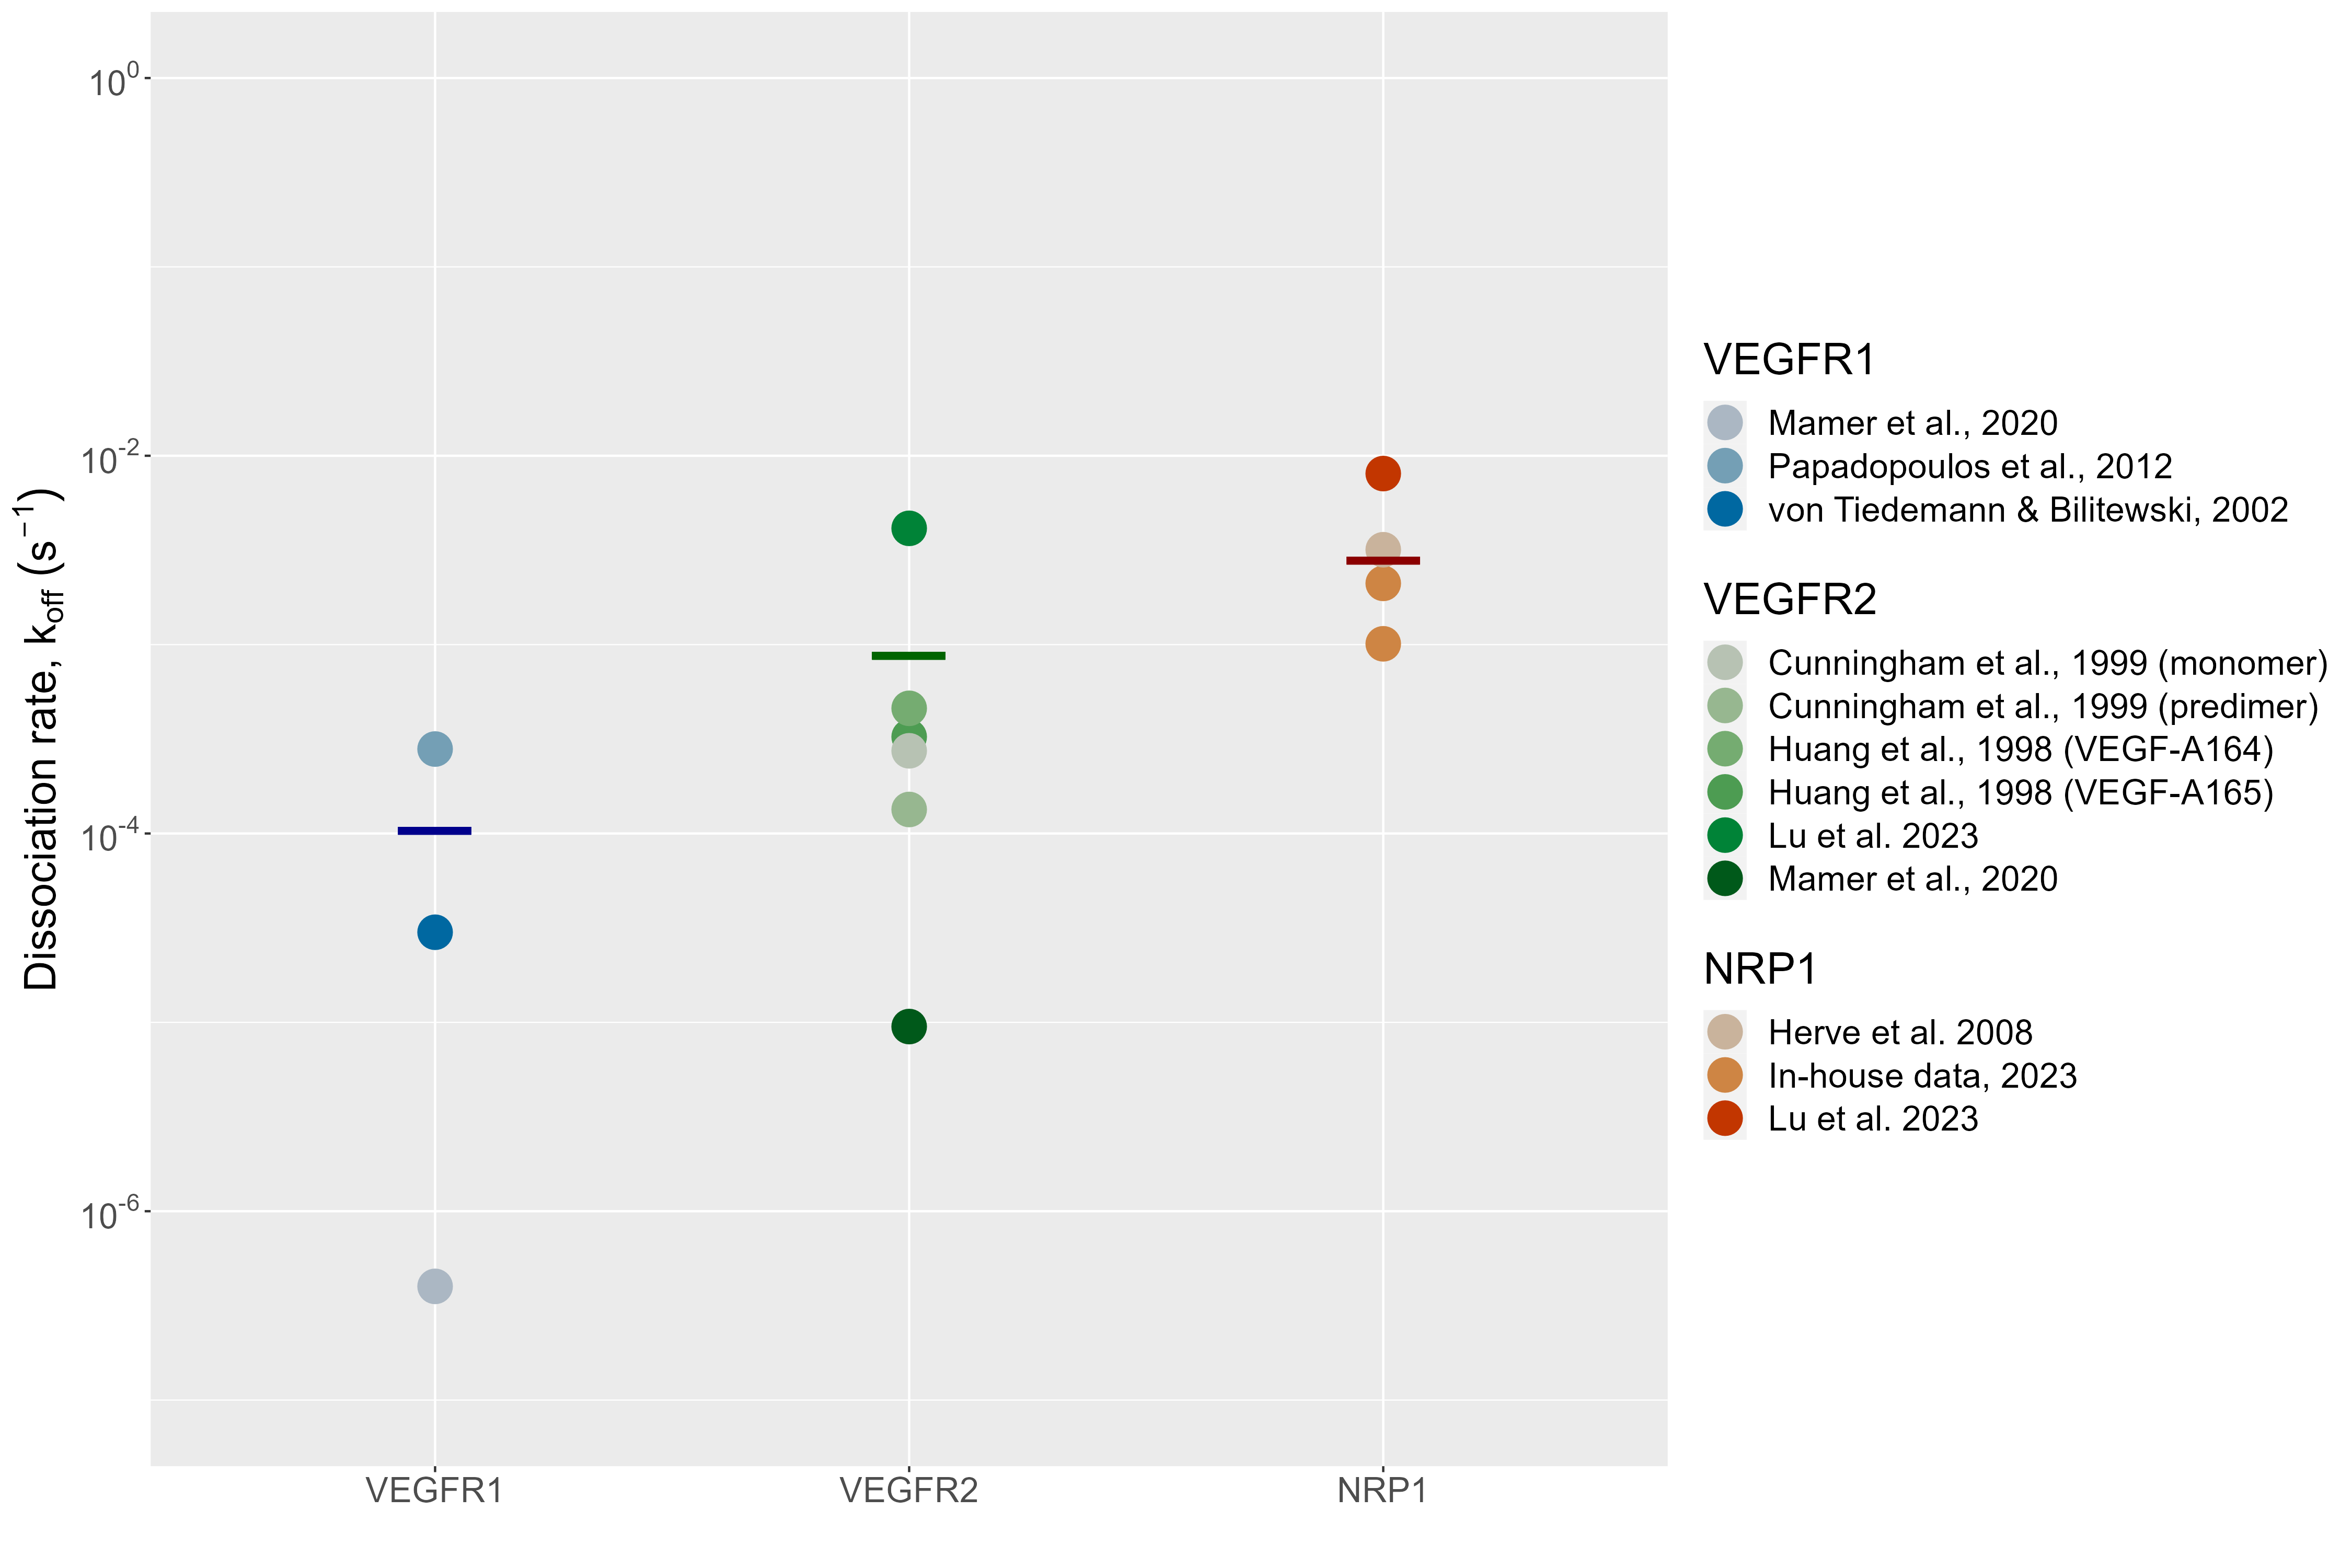 Dissociation rate, k_off (s⁻¹)
10⁰
10⁻²
10⁻⁴
10⁻⁶
VEGFR1
VEGFR2
NRP1
VEGFR1
Mamer et al., 2020
Papadopoulos et al., 2012
von Tiedemann & Bilitewski, 2002
VEGFR2
Cunningham et al., 1999 (monomer)
Cunningham et al., 1999 (predimer)
Huang et al., 1998 (VEGF-A164)
Huang et al., 1998 (VEGF-A165)
Lu et al. 2023
Mamer et al., 2020
NRP1
Herve et al. 2008
In-house data, 2023
Lu et al. 2023